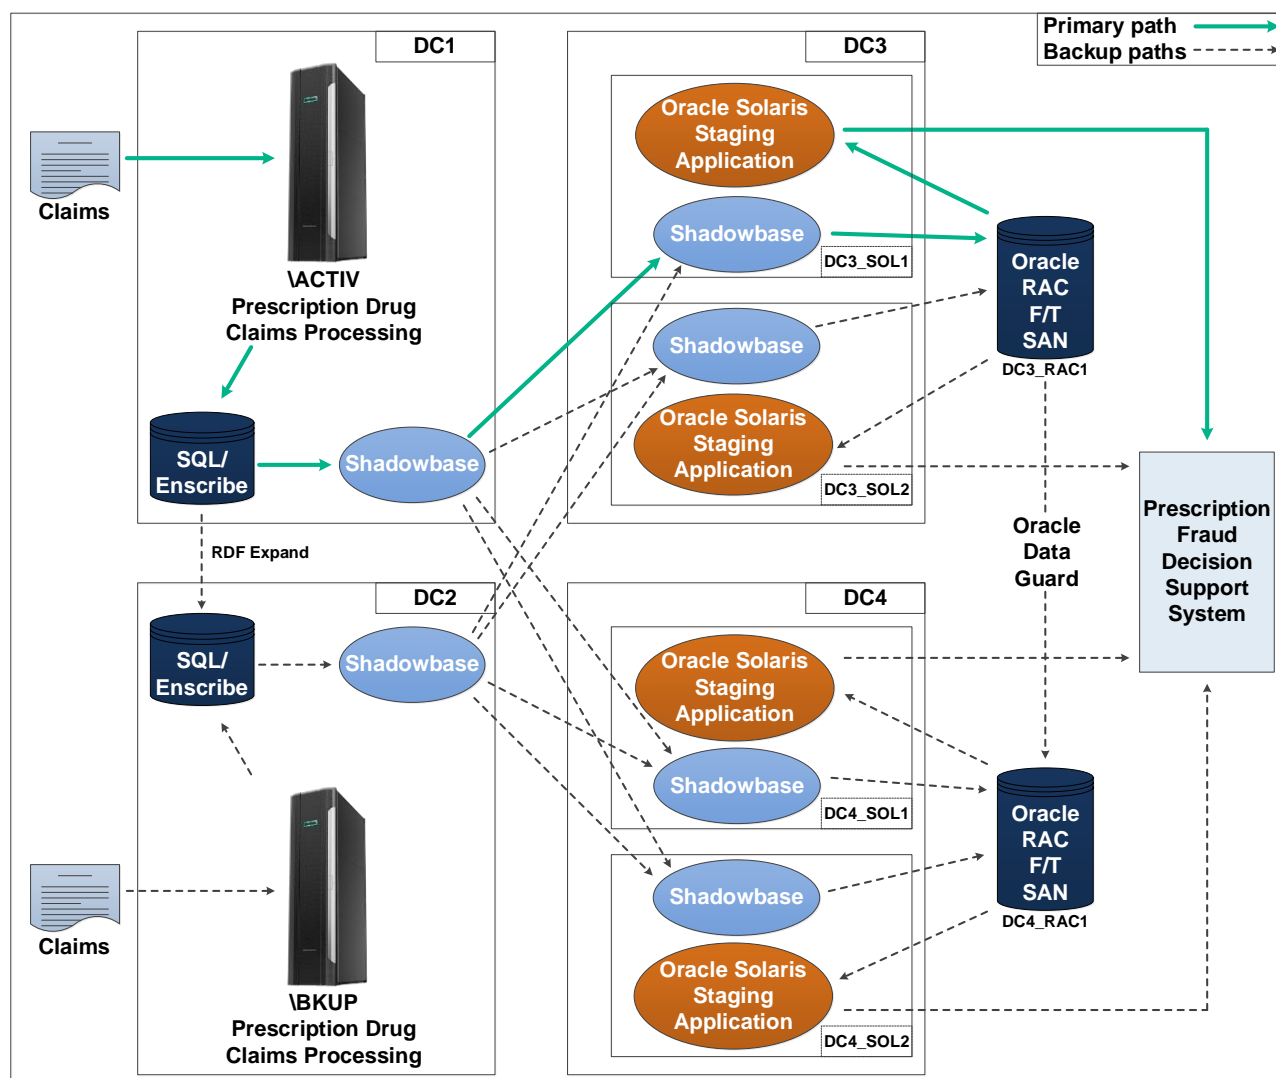 Primary path
Backup paths
DC1
Claims
\ACTIV
Prescription Drug
Claims Processing
SQL/
Enscribe
Shadowbase
RDF Expand
DC2
SQL/
Enscribe
Shadowbase
Claims
\BKUP
Prescription Drug
Claims Processing
DC3
Oracle Solaris
Staging
Application
Shadowbase
DC3_SOL1
Shadowbase
Oracle Solaris
Staging
Application
DC3_SOL2
Oracle
RAC
F/T
SAN
DC3_RAC1
Oracle
Data
Guard
DC4
Oracle Solaris
Staging
Application
Shadowbase
DC4_SOL1
Shadowbase
Oracle Solaris
Staging
Application
DC4_SOL2
Oracle
RAC
F/T
SAN
DC4_RAC1
Prescription
Fraud
Decision
Support
System